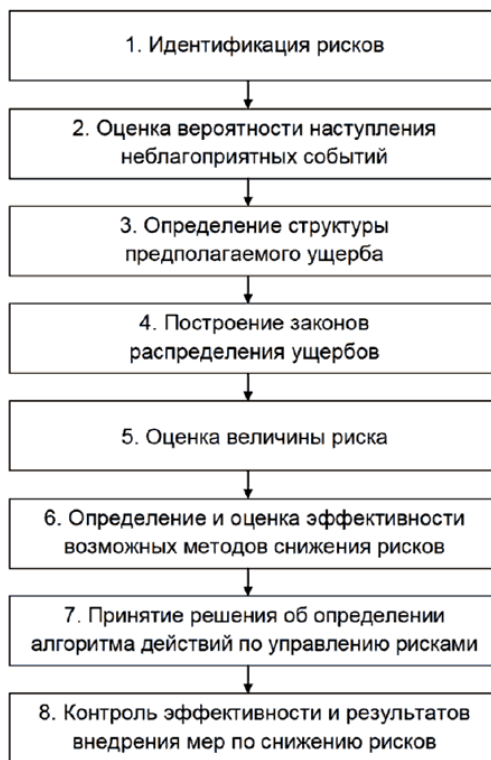 1. Идентификация рисков
2. Оценка вероятности наступления
неблагоприятных событий
3. Определение структуры
предполагаемого ущерба
4. Построение законов
распределения ущербов
5. Оценка величины риска
6. Определение и оценка эффективности
возможных методов снижения рисков
7. Принятие решения об определении
алгоритма действий по управлению рисками
8. Контроль эффективности и результатов
внедрения мер по снижению рисков